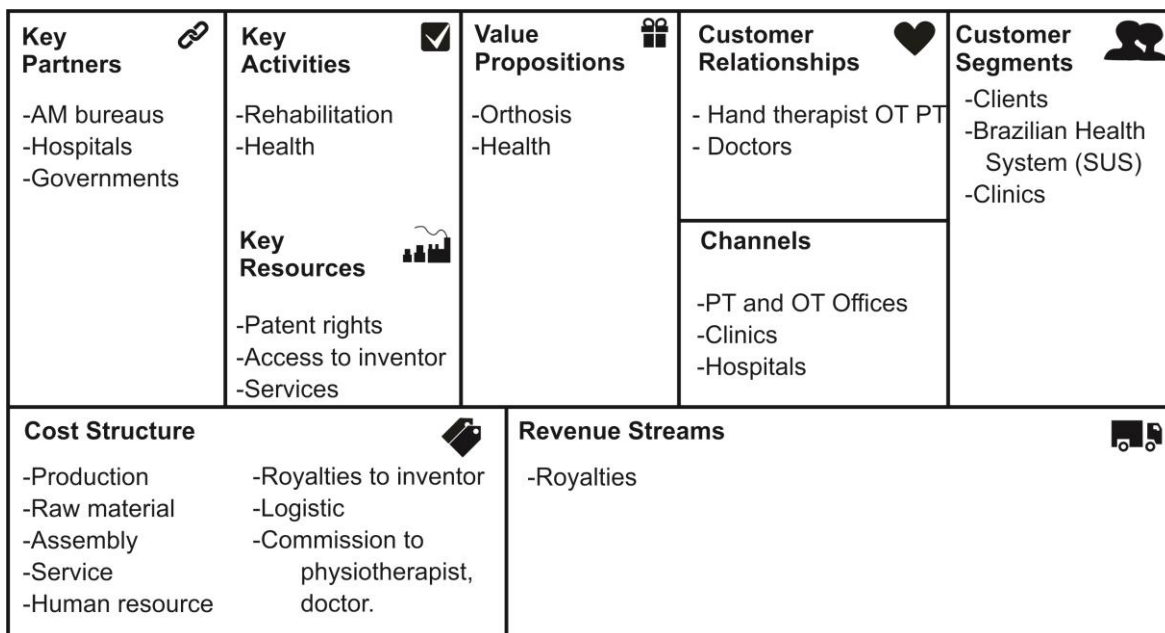 Key
Partners
-AM bureaus
-Hospitals
-Governments
Key
Activities
-Rehabilitation
-Health
Key
Resources
-Patent rights
-Access to inventor
-Services
Value
Propositions
-Orthosis
-Health
Customer
Relationships
- Hand therapist OT PT
- Doctors
Channels
-PT and OT Offices
-Clinics
-Hospitals
Customer
Segments
-Clients
-Brazilian Health
System (SUS)
-Clinics
Cost Structure
-Production
-Raw material
-Assembly
-Service
-Human resource
-Royalties to inventor
-Logistic
-Commission to
physiotherapist,
doctor.
Revenue Streams
-Royalties